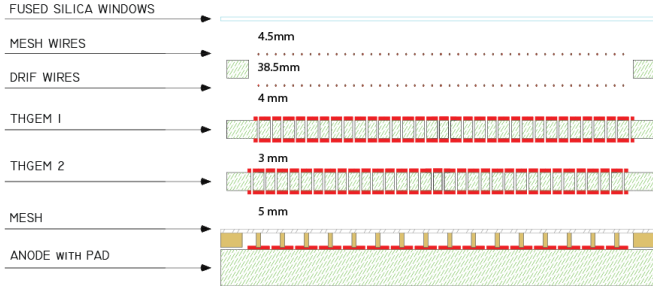 FUSED SILICA WINDOWS
4.5mm
MESH WIRES
38.5mm
DRIF WIRES
4 mm
THGEM 1
3 mm
THGEM 2
5 mm
MESH
ANODE WITH PAD